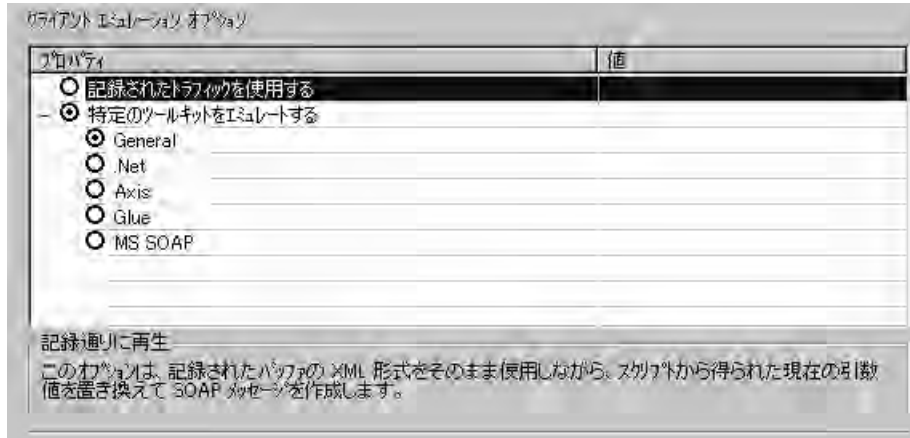 クライアント エミュレーション オプション
プロパティ 値
記録されたトラフィックを使用する
特定のツールキットをエミュレートする
General
.Net
Axis
Glue
MS SOAP
記録通りに再生
このオプションは、記録されたバッファの XML 形式をそのまま使用しながら、スクリプトから得られた現在の引数
値を置き換えて SOAP メッセージを作成します。